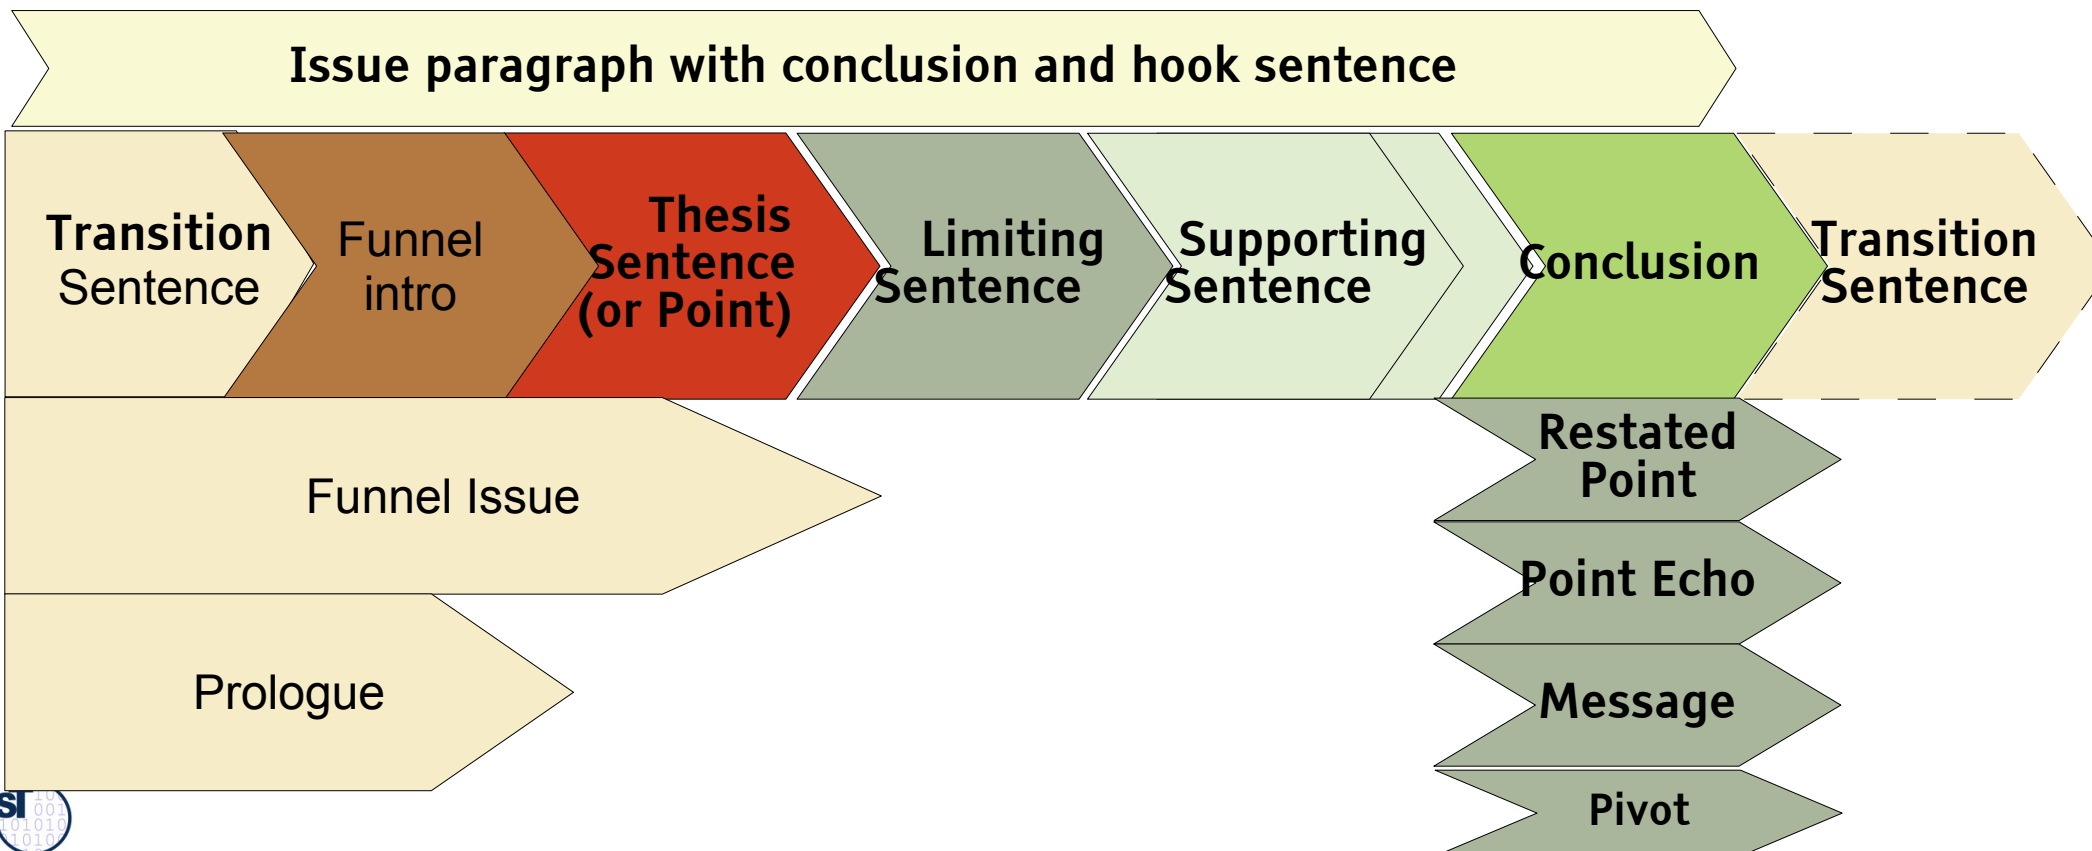 Issue paragraph with conclusion and hook sentence
Transition
Sentence
Funnel
intro
Thesis
Sentence
(or Point)
Limiting
Sentence
Supporting
Sentence
Conclusion
Transition
Sentence
Funnel Issue
Prologue
Restated
Point
Point Echo
Message
Pivot